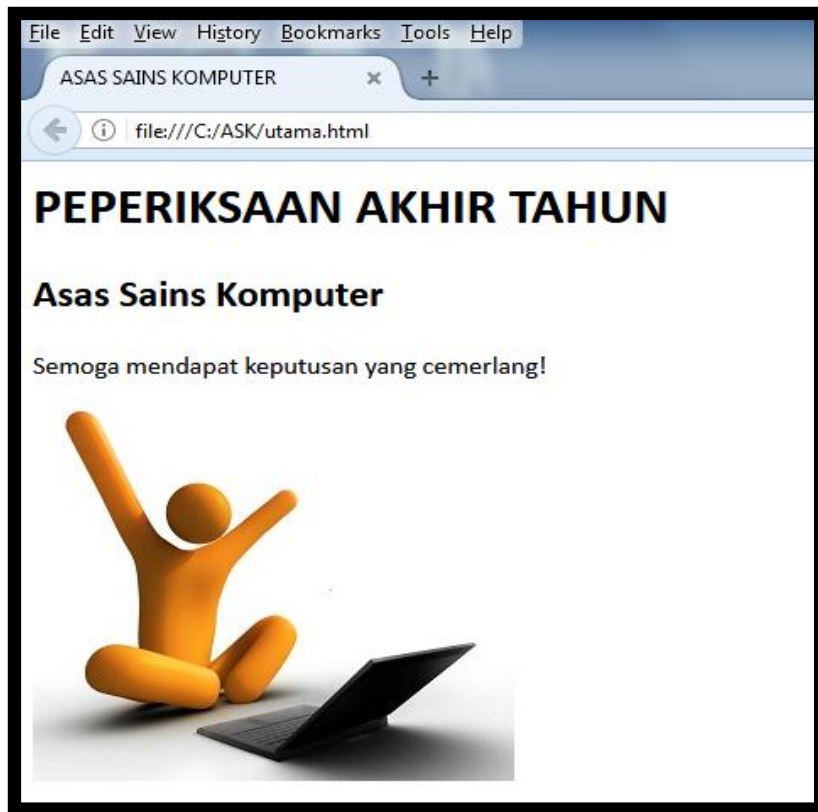 File Edit View History Bookmarks Tools Help
ASAS SAINS KOMPUTER × +
file:///C:/ASK/utama.html
PEPERIKSAAN AKHIR TAHUN
Asas Sains Komputer
Semoga mendapat keputusan yang cemerlang!